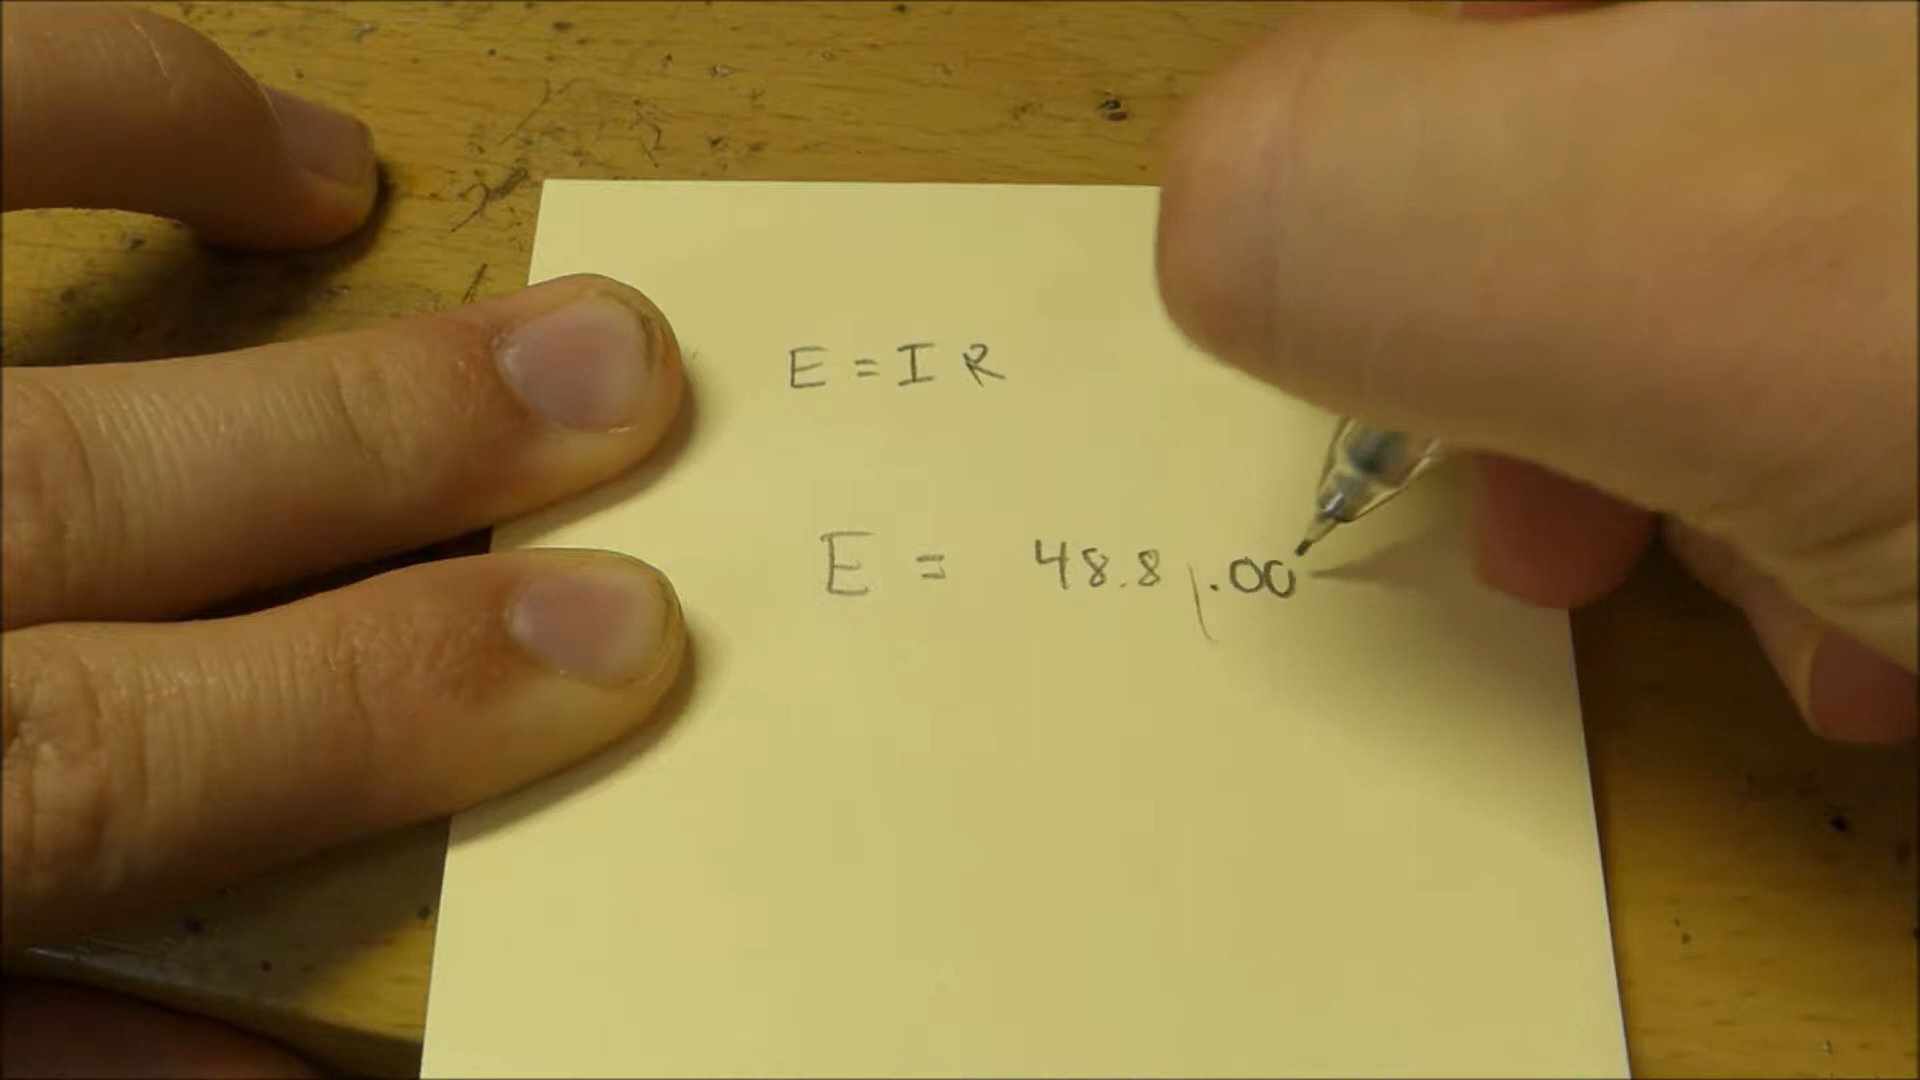 E = I R
E = 48.8 (.00